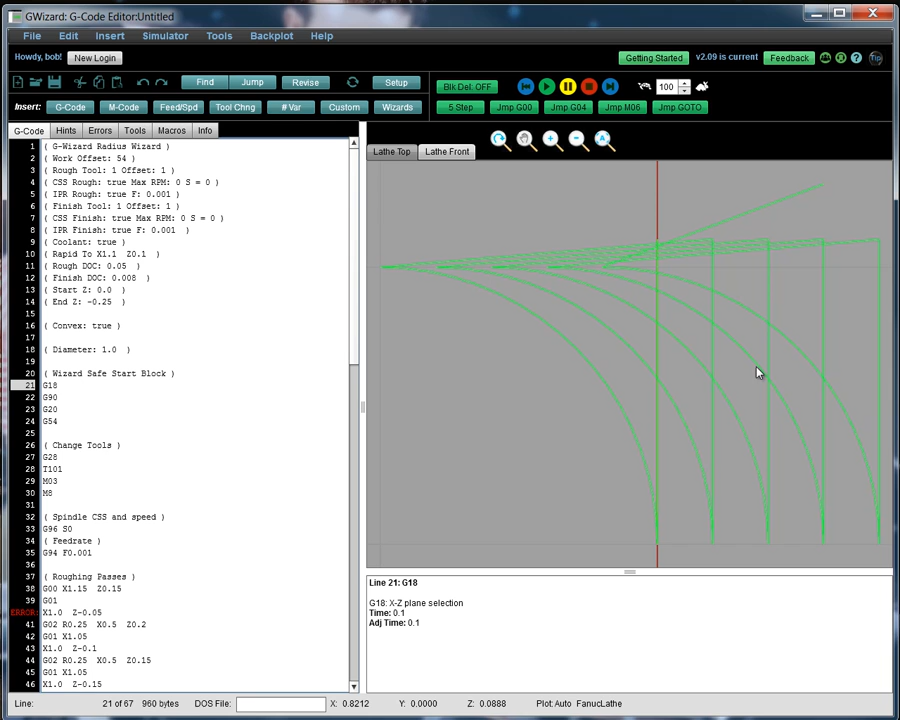 GWizard: G-Code Editor:Untitled
File Edit Insert Simulator Tools Backplot Help
Howdy, bob! New Login Getting Started v2.09 is current Feedback Tip
Find Jump Revise Setup Blk Del: OFF 100
Insert: G-Code M-Code Feed/Spd Tool Chng # Var Custom Wizards 5 Step Jmp G00 Jmp G04 Jmp M06 Jmp GOTO
G-Code Hints Errors Tools Macros Info
Lathe Top Lathe Front
1 ( G-Wizard Radius Wizard )
2 ( Work Offset: 54 )
3 ( Rough Tool: 1 Offset: 1 )
4 ( CSS Rough: true Max RPM: 0 S = 0 )
5 ( IPR Rough: true F: 0.001 )
6 ( Finish Tool: 1 Offset: 1 )
7 ( CSS Finish: true Max RPM: 0 S = 0 )
8 ( IPR Finish: true F: 0.001 )
9 ( Coolant: true )
10 ( Rapid To X1.1 Z0.1 )
11 ( Rough DOC: 0.05 )
12 ( Finish DOC: 0.008 )
13 ( Start Z: 0.0 )
14 ( End Z: -0.25 )
15
16 ( Convex: true )
17
18 ( Diameter: 1.0 )
19
20 ( Wizard Safe Start Block )
21 G18
22 G90
23 G20
24 G54
25
26 ( Change Tools )
27 G28
28 T101
29 M03
30 M8
31
32 ( Spindle CSS and speed )
33 G96 S0
34 ( Feedrate )
35 G94 F0.001
36
37 ( Roughing Passes )
38 G00 X1.15 Z0.15
39 G01
ERROR: X1.0 Z-0.05
41 G02 R0.25 X0.5 Z0.2
42 G01 X1.05
43 X1.0 Z-0.1
44 G02 R0.25 X0.5 Z0.15
45 G01 X1.05
46 X1.0 Z-0.15
Line 21: G18
G18: X-Z plane selection
Time: 0.1
Adj Time: 0.1
Line: 21 of 67 960 bytes DOS File: X: 0.8212 Y: 0.0000 Z: 0.0888 Plot: Auto FanucLathe